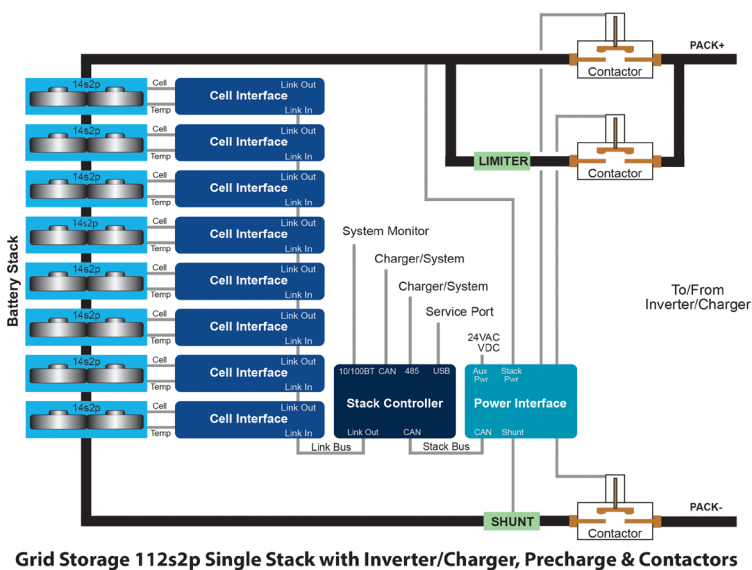 PACK+
Contactor
14s2p
Cell
Temp
Cell Interface
Link Out
Link In
14s2p
Cell
Temp
Cell Interface
Link Out
Link In
LIMITER
Contactor
14s2p
Cell
Temp
Cell Interface
Link Out
Link In
14s2p
Cell
Temp
Cell Interface
Link Out
Link In
14s2p
Cell
Temp
Cell Interface
Link Out
Link In
14s2p
Cell
Temp
Cell Interface
Link Out
Link In
14s2p
Cell
Temp
Cell Interface
Link Out
Link In
14s2p
Cell
Temp
Cell Interface
Link Out
Link In
Battery Stack
System Monitor
Charger/System
Charger/System
Service Port
24VAC
VDC
To/From
Inverter/Charger
10/100BT
CAN
485
USB
Stack Controller
Link Out
CAN
Aux
Pwr
Stack
Pwr
Power Interface
CAN
Shunt
Link Bus
Stack Bus
SHUNT
Contactor
PACK-
Grid Storage 112s2p Single Stack with Inverter/Charger, Precharge & Contactors